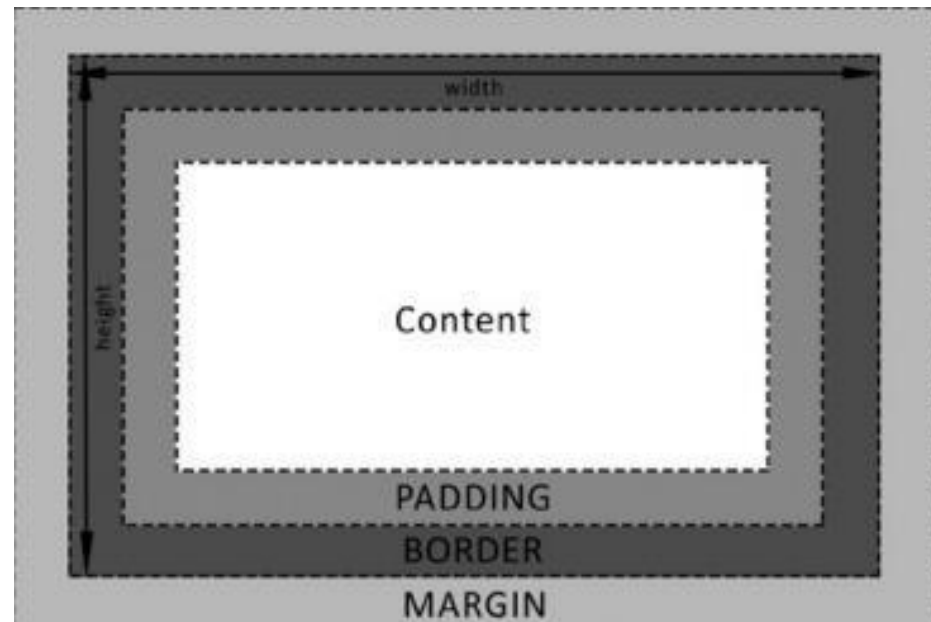 width
height
Content
PADDING
BORDER
MARGIN